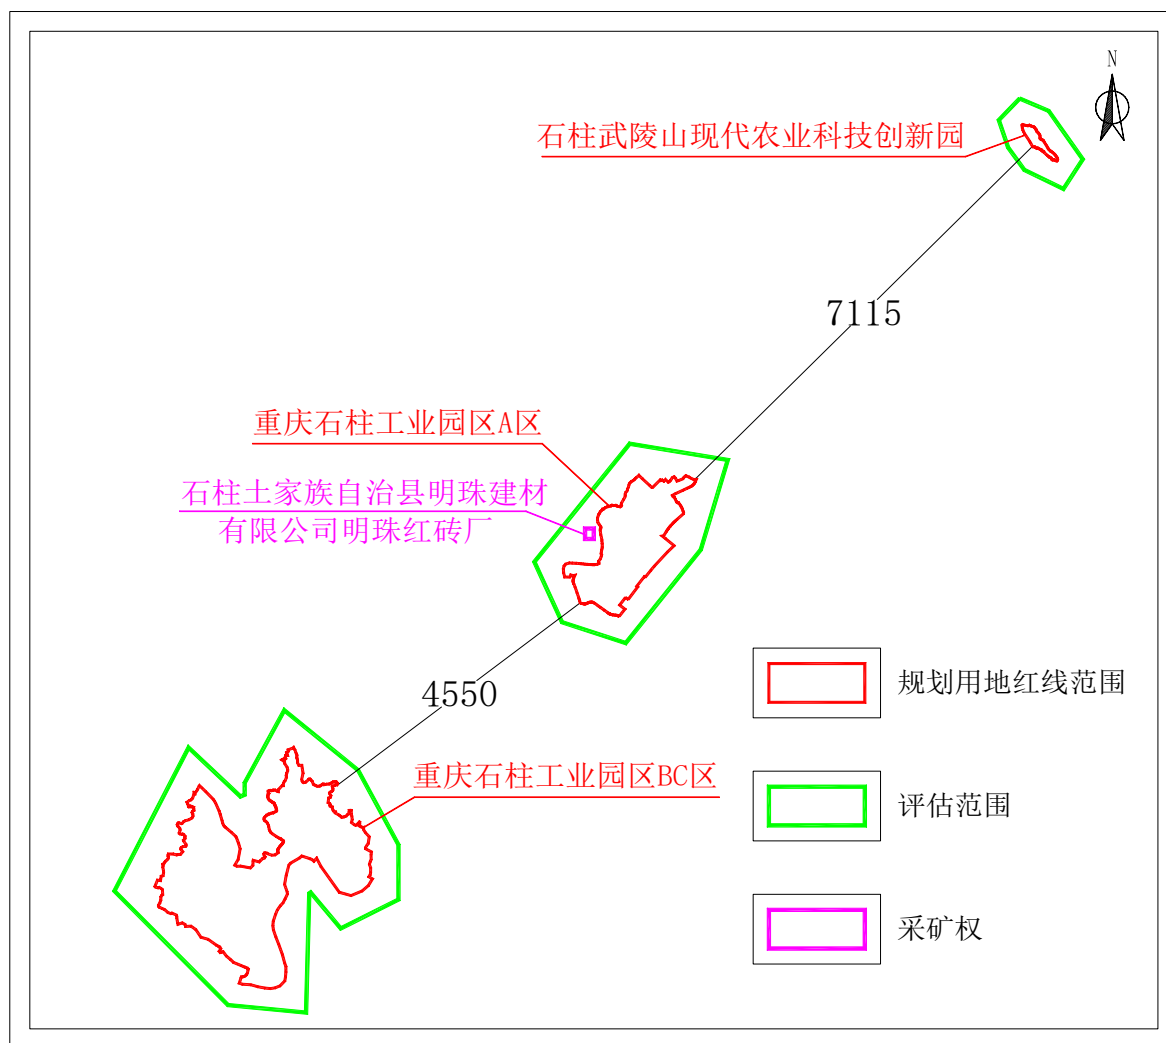 N
石柱武陵山现代农业科技创新园
7115
重庆石柱工业园区A区
石柱土家族自治县明珠建材
有限公司明珠红砖厂
4550
规划用地红线范围
重庆石柱工业园区BC区
评估范围
采矿权